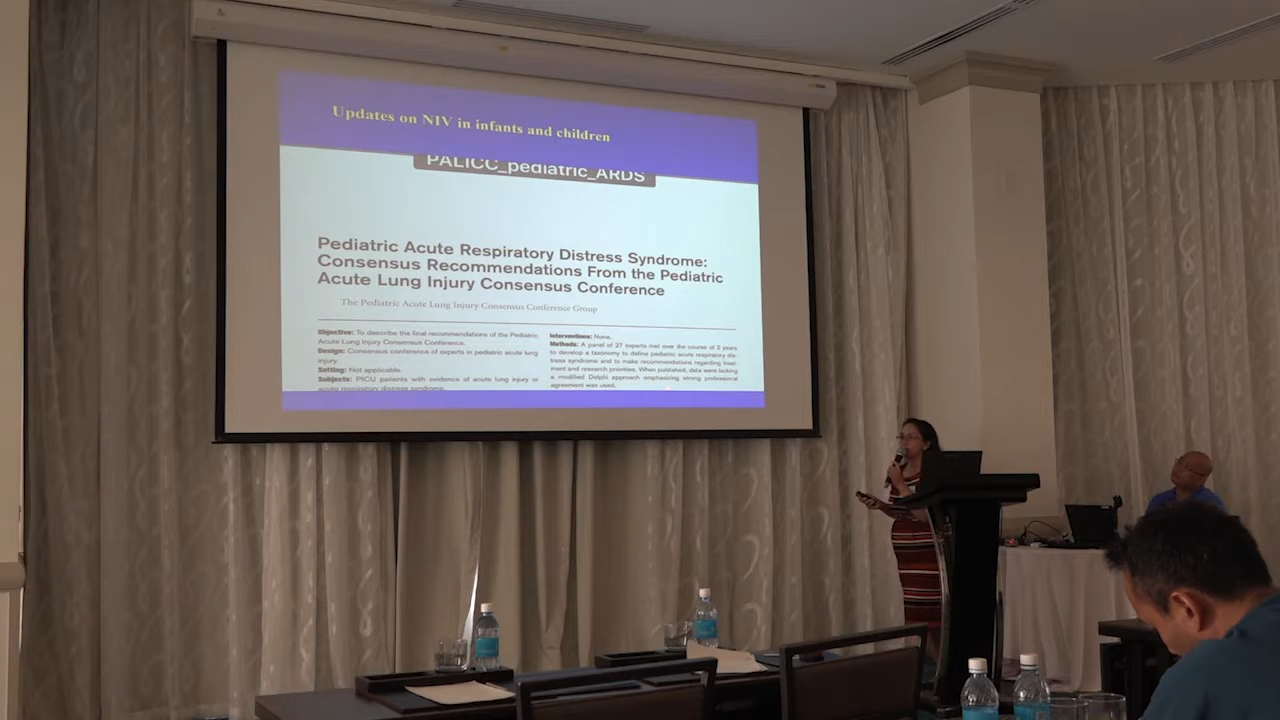 Updates on NIV in infants and children
PALICC_pediatric_ARDS
Pediatric Acute Respiratory Distress Syndrome:
Consensus Recommendations From the Pediatric
Acute Lung Injury Consensus Conference
The Pediatric Acute Lung Injury Consensus Conference Group
Objective: To describe the final recommendations of the Pediatric
Acute Lung Injury Consensus Conference.
Design: Consensus conference of experts in pediatric acute lung
injury.
Setting: Not applicable.
Subjects: PICU patients with evidence of acute lung injury or
acute respiratory distress syndrome.
Interventions: None.
Methods: A panel of 27 experts met over the course of 2 years
to develop a taxonomy to define pediatric acute respiratory dis-
tress syndrome and to make recommendations regarding treat-
ment and research priorities. When published, data were lacking
a modified Delphi approach emphasizing strong professional
agreement was used.